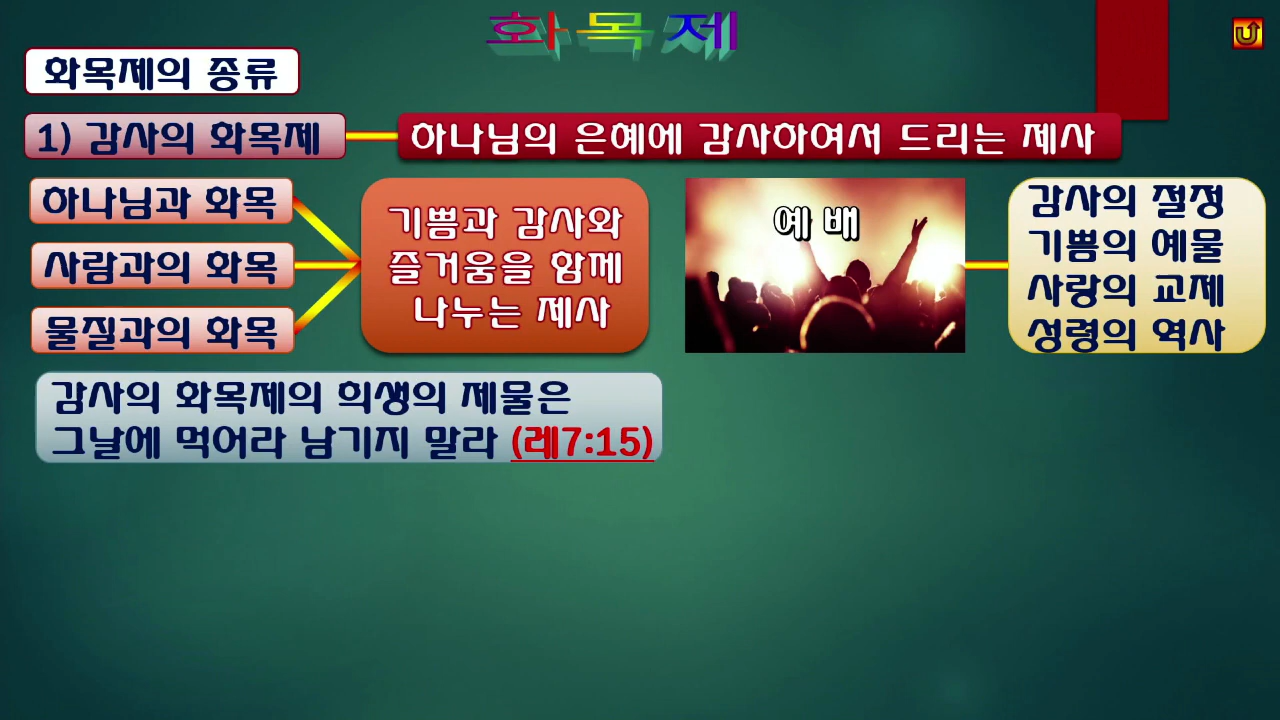 화목제
화목제의 종류
1) 감사의 화목제
하나님의 은혜에 감사하여서 드리는 제사
하나님과 화목
사람과의 화목
물질과의 화목
기쁨과 감사와
즐거움을 함께
나누는 제사
예배
감사의 절정
기쁨의 예물
사랑의 교제
성령의 역사
감사의 화목제의 희생의 제물은
그날에 먹어라 남기지 말라 (레7:15)